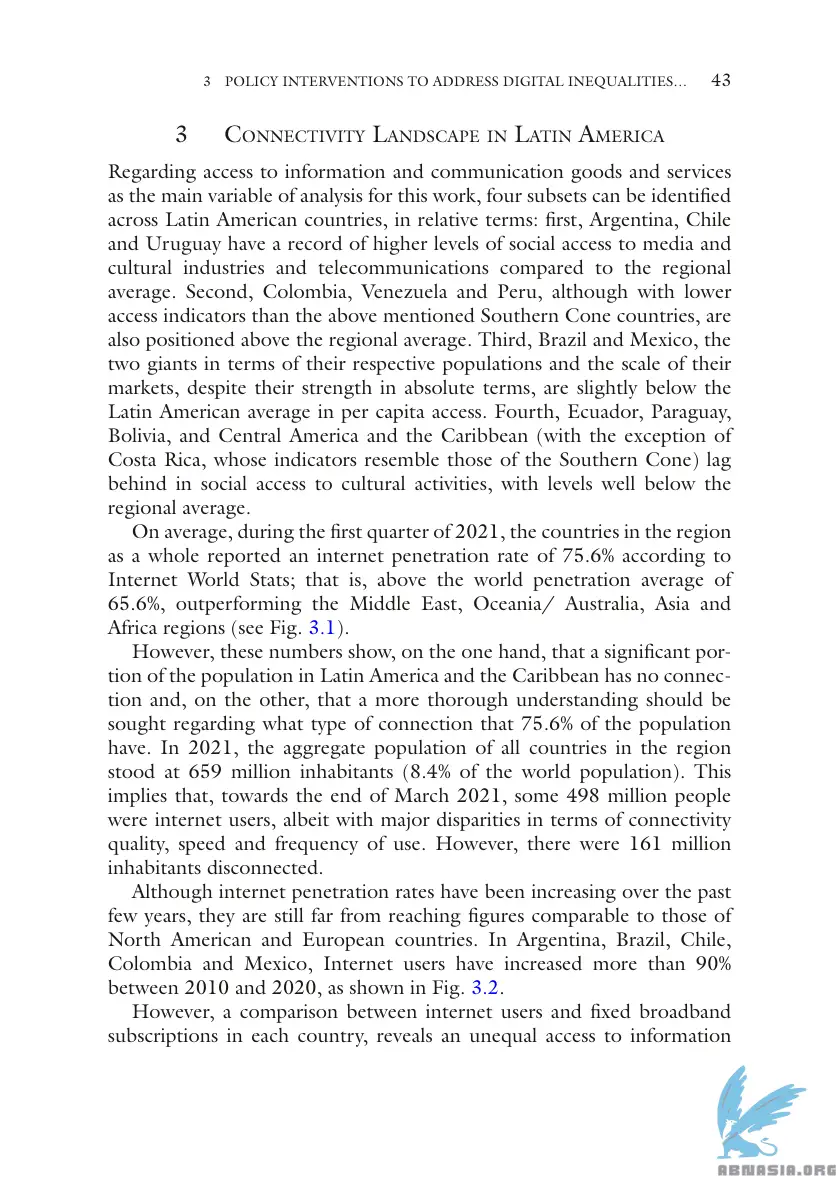 3 POLICY INTERVENTIONS TO ADDRESS DIGITAL INEQUALITIES… 43
3 CONNECTIVITY LANDSCAPE IN LATIN AMERICA
Regarding access to information and communication goods and services
as the main variable of analysis for this work, four subsets can be identified
across Latin American countries, in relative terms: first, Argentina, Chile
and Uruguay have a record of higher levels of social access to media and
cultural industries and telecommunications compared to the regional
average. Second, Colombia, Venezuela and Peru, although with lower
access indicators than the above mentioned Southern Cone countries, are
also positioned above the regional average. Third, Brazil and Mexico, the
two giants in terms of their respective populations and the scale of their
markets, despite their strength in absolute terms, are slightly below the
Latin American average in per capita access. Fourth, Ecuador, Paraguay,
Bolivia, and Central America and the Caribbean (with the exception of
Costa Rica, whose indicators resemble those of the Southern Cone) lag
behind in social access to cultural activities, with levels well below the
regional average.
On average, during the first quarter of 2021, the countries in the region
as a whole reported an internet penetration rate of 75.6% according to
Internet World Stats; that is, above the world penetration average of
65.6%, outperforming the Middle East, Oceania/ Australia, Asia and
Africa regions (see Fig. 3.1).
However, these numbers show, on the one hand, that a significant por-
tion of the population in Latin America and the Caribbean has no connec-
tion and, on the other, that a more thorough understanding should be
sought regarding what type of connection that 75.6% of the population
have. In 2021, the aggregate population of all countries in the region
stood at 659 million inhabitants (8.4% of the world population). This
implies that, towards the end of March 2021, some 498 million people
were internet users, albeit with major disparities in terms of connectivity
quality, speed and frequency of use. However, there were 161 million
inhabitants disconnected.
Although internet penetration rates have been increasing over the past
few years, they are still far from reaching figures comparable to those of
North American and European countries. In Argentina, Brazil, Chile,
Colombia and Mexico, Internet users have increased more than 90%
between 2010 and 2020, as shown in Fig. 3.2.
However, a comparison between internet users and fixed broadband
subscriptions in each country, reveals an unequal access to information
ABNASIA.ORG